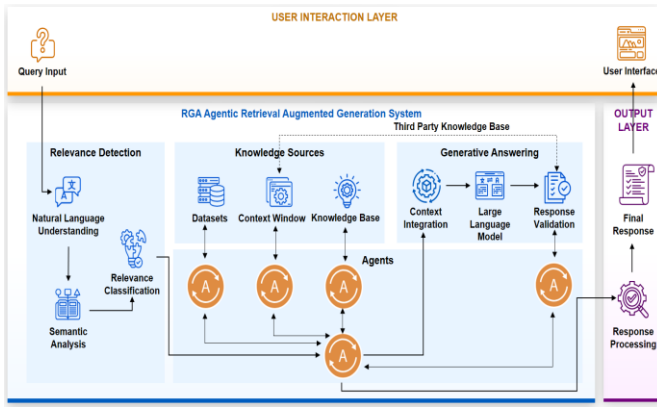 USER INTERACTION LAYER
Query Input
User Interface
RGA Agentic Retrieval Augmented Generation System
OUTPUT
LAYER
Third Party Knowledge Base
Relevance Detection
Knowledge Sources
Generative Answering
Natural Language
Understanding
Relevance
Classification
Semantic
Analysis
Datasets
Context Window
Knowledge Base
Context
Integration
Large
Language
Model
Response
Validation
Agents
A
A
A
A
A
Final
Response
Response
Processing